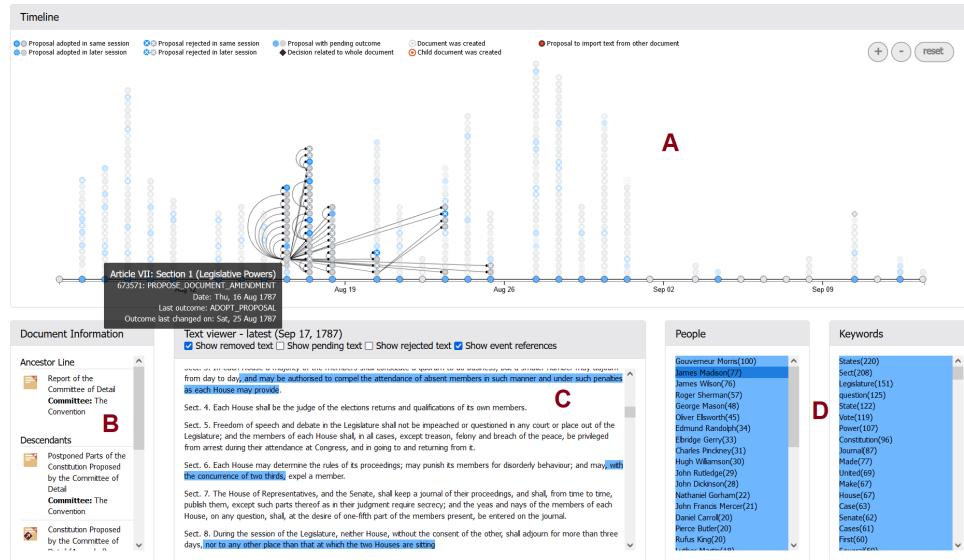 Timeline
Proposal adopted in same session
Proposal rejected in same session
Proposal with pending outcome
Document was created
Proposal to import text from other document
Proposal adopted in later session
Proposal rejected in later session
Decision related to whole document
Child document was created
+
-
reset
A
Article VII: Section 1 (Legislative Powers)
673571: PROPOSE_DOCUMENT_AMENDMENT
Date: Thu, 16 Aug 1787
Last outcome: ADOPT_PROPOSAL
Outcome last changed on: Sat, 25 Aug 1787
Aug 19
Aug 26
Sep 02
Sep 09
Document Information
Ancestor Line
Report of the
Committee of Detail
Committee: The
Convention
B
Descendants
Postponed Parts of the
Constitution Proposed
by the Committee of
Detail
Committee: The
Convention
Constitution Proposed
by the Committee of
Text viewer - latest (Sep 17, 1787)
Show removed text
Show pending text
Show rejected text
Show event references
from day to day, and may be authorised to compel the attendance of absent members in such manner and under such penalties
as each House may provide.
C
Sect. 4. Each House shall be the judge of the elections returns and qualifications of its own members.
Sect. 5. Freedom of speech and debate in the Legislature shall not be impeached or questioned in any court or place out of the
Legislature; and the members of each House shall, in all cases, except treason, felony and breach of the peace, be privileged
from arrest during their attendance at Congress, and in going to and returning from it.
Sect. 6. Each House may determine the rules of its proceedings; may punish its members for disorderly behaviour; and may, with
the concurrence of two thirds, expel a member.
Sect. 7. The House of Representatives, and the Senate, shall keep a journal of their proceedings, and shall, from time to time,
publish them, except such parts thereof as in their judgment require secrecy; and the yeas and nays of the members of each
House, on any question, shall, at the desire of one-fifth part of the members present, be entered on the journal.
Sect. 8. During the session of the Legislature, neither House, without the consent of the other, shall adjourn for more than three
days, nor to any other place than that at which the two Houses are sitting
People
Gouverneur Morris(100)
James Madison(77)
James Wilson(76)
Roger Sherman(57)
George Mason(48)
Oliver Elsworth(45)
Edmund Randolph(34)
Elbridge Gerry(33)
Charles Pinckney(31)
Hugh Williamson(30)
John Rutledge(29)
John Dickinson(28)
Nathaniel Gorham(22)
John Francis Mercer(21)
Daniel Carroll(20)
Pierce Butler(20)
Rufus King(20)
D
Keywords
States(220)
Sect(208)
Legislature(151)
question(125)
State(122)
Vote(119)
Power(107)
Constitution(96)
Journal(87)
Made(77)
United(69)
Make(67)
House(67)
Case(63)
Senate(62)
Cases(61)
First(60)